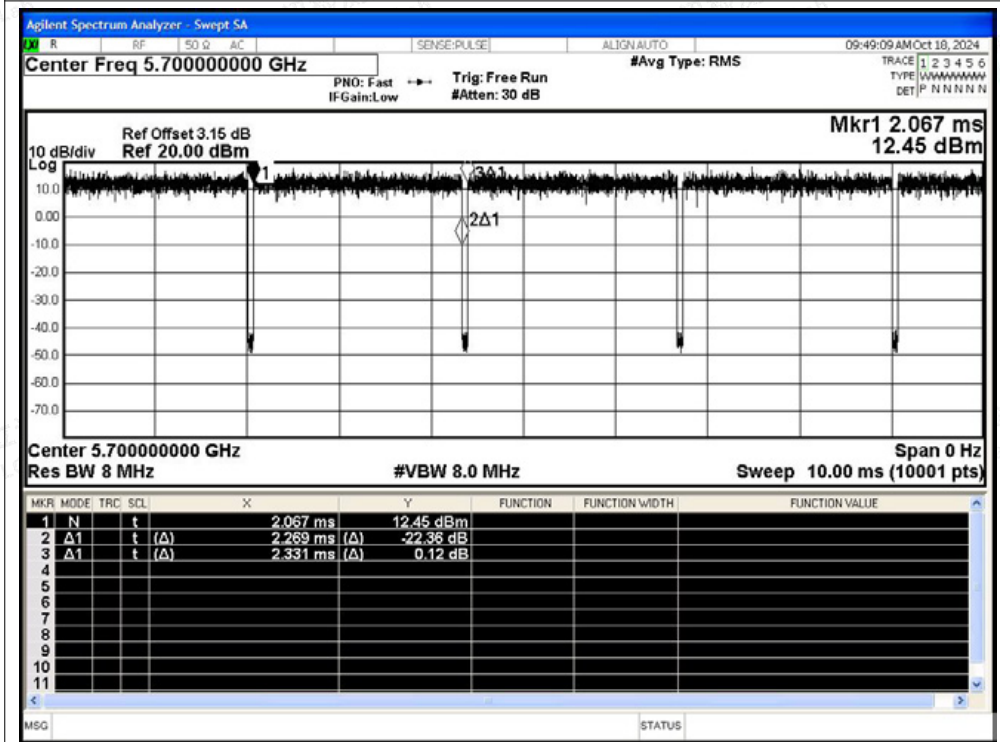 Agilent Spectrum Analyzer - Swept SA
R RF 50 Ω AC SENSE:PULSE ALIGN AUTO 09:49:09 AM Oct 18, 2024
Center Freq 5.700000000 GHz #Avg Type: RMS TRACE 1 2 3 4 5 6
PNO: Fast Trig: Free Run TYPE WWWWWW
IFGain:Low #Atten: 30 dB DET P N N N N N
Mkr1 2.067 ms
Ref Offset 3.15 dB
10 dB/div Ref 20.00 dBm 12.45 dBm
Log
1 3Δ1
10.0
0.00 2Δ1
-10.0
-20.0
-30.0
-40.0
-50.0
-60.0
-70.0
Center 5.700000000 GHz Span 0 Hz
Res BW 8 MHz #VBW 8.0 MHz Sweep 10.00 ms (10001 pts)
MKR MODE TRC SCL X Y FUNCTION FUNCTION WIDTH FUNCTION VALUE
1 N t 2.067 ms 12.45 dBm
2 Δ1 t (Δ) 2.269 ms (Δ) -22.36 dB
3 Δ1 t (Δ) 2.331 ms (Δ) 0.12 dB
4
5
6
7
8
9
10
11
MSG STATUS